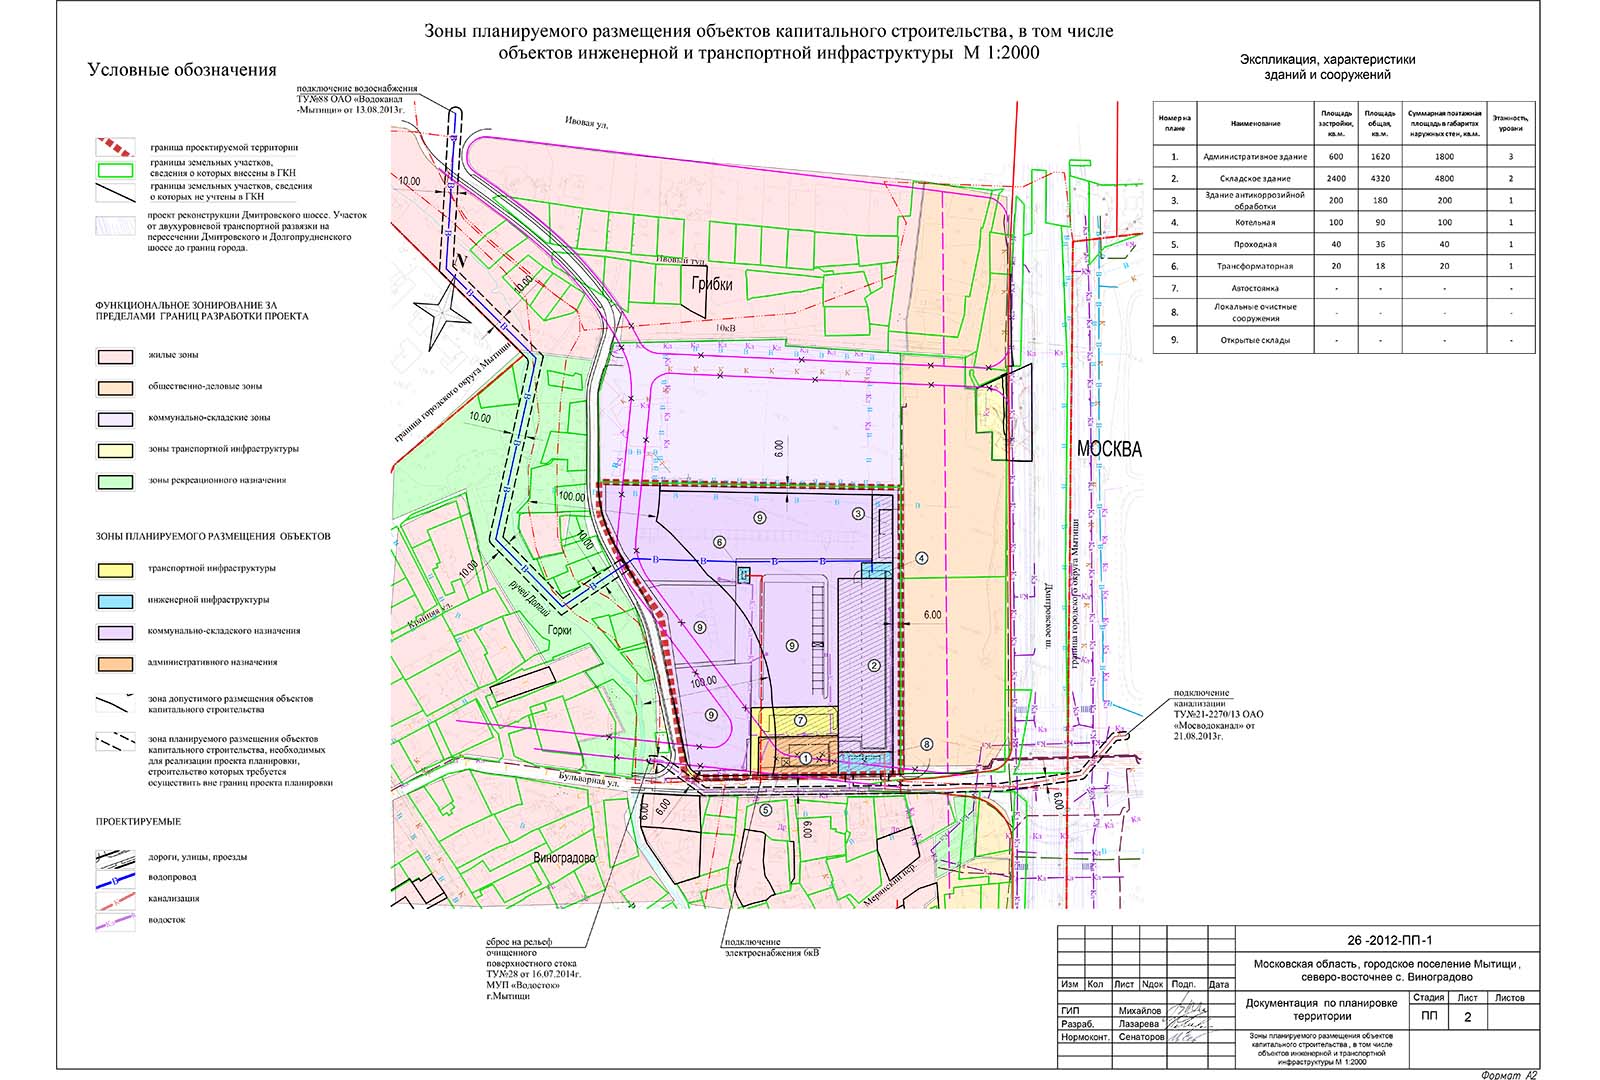 Зоны планируемого размещения объектов капитального строительства, в том числе
объектов инженерной и транспортной инфраструктуры М 1:2000
Условные обозначения
граница проектируемой территории
границы земельных участков,
сведения о которых внесены в ГКН
границы земельных участков, сведения
о которых не учтены в ГКН
проект реконструкции Дмитровского шоссе. Участок
от двухуровневой транспортной развязки на
пересечении Дмитровского и Долгопрудненского
шоссе до границ города.
ФУНКЦИОНАЛЬНОЕ ЗОНИРОВАНИЕ ЗА
ПРЕДЕЛАМИ ГРАНИЦ РАЗРАБОТКИ ПРОЕКТА
жилые зоны
общественно-деловые зоны
коммунально-складские зоны
зоны транспортной инфраструктуры
зоны рекреационного назначения
ЗОНЫ ПЛАНИРУЕМОГО РАЗМЕЩЕНИЯ ОБЪЕКТОВ
транспортной инфраструктуры
инженерной инфраструктуры
коммунально-складского назначения
административного назначения
зона допустимого размещения объектов
капитального строительства
зона планируемого размещения объектов
капитального строительства, необходимых
для реализации проекта планировки,
строительство которых требуется
осуществить вне границ проекта планировки
ПРОЕКТИРУЕМЫЕ
дороги, улицы, проезды
В
водопровод
К
канализация
Кл
водосток
подключение водоснабжения
ТУ№88 ОАО «Водоканал
-Мытищи» от 13.08.2013г.
Ивовая ул.
10.00
N
10.00
Ивовый туп.
Грибки
10кВ
граница городского округа Мытищи
10.00
6.00
МОСКВА
100.00
9
3
6
4
10.00
10.00
ручей Долгий
Крайняя ул.
Горки
9
9
6.00
2
Дмитровское ш.
граница городского округа Мытищи
100.00
9
7
8
1
Бульварная ул.
6.00
6.00
5
6.00
6.00
Виноградово
Мерянский пер.
подключение
канализации
ТУ№21-2270/13 ОАО
«Мосводоканал» от
21.08.2013г.
сброс на рельеф
очищенного
поверхностного стока
ТУ№28 от 16.07.2014г.
МУП «Водосток»
г.Мытищи
подключение
электроснабжения 6кВ
Экспликация, характеристики
зданий и сооружений
Номер на плане Наименование Площадь застройки, кв.м. Площадь общая, кв.м. Суммарная поэтажная площадь в габаритах наружных стен, кв.м. Этажность, уровни
1. Административное здание 600 1620 1800 3
2. Складское здание 2400 4320 4800 2
3. Здание антикоррозийной обработки 200 180 200 1
4. Котельная 100 90 100 1
5. Проходная 40 36 40 1
6. Трансформаторная 20 18 20 1
7. Автостоянка - - - -
8. Локальные очистные сооружения - - - -
9. Открытые склады - - - -
26 -2012-ПП-1
Московская область, городское поселение Мытищи,
северо-восточнее с. Виноградово
Изм Кол Лист №док Подп. Дата
ГИП Михайлов
Разраб. Лазарева
Нормоконт. Сенаторов
Документация по планировке
территории
Стадия Лист Листов
ПП 2
Зоны планируемого размещения объектов
капитального строительства, в том числе
объектов инженерной и транспортной
инфраструктуры М 1:2000
Формат А2